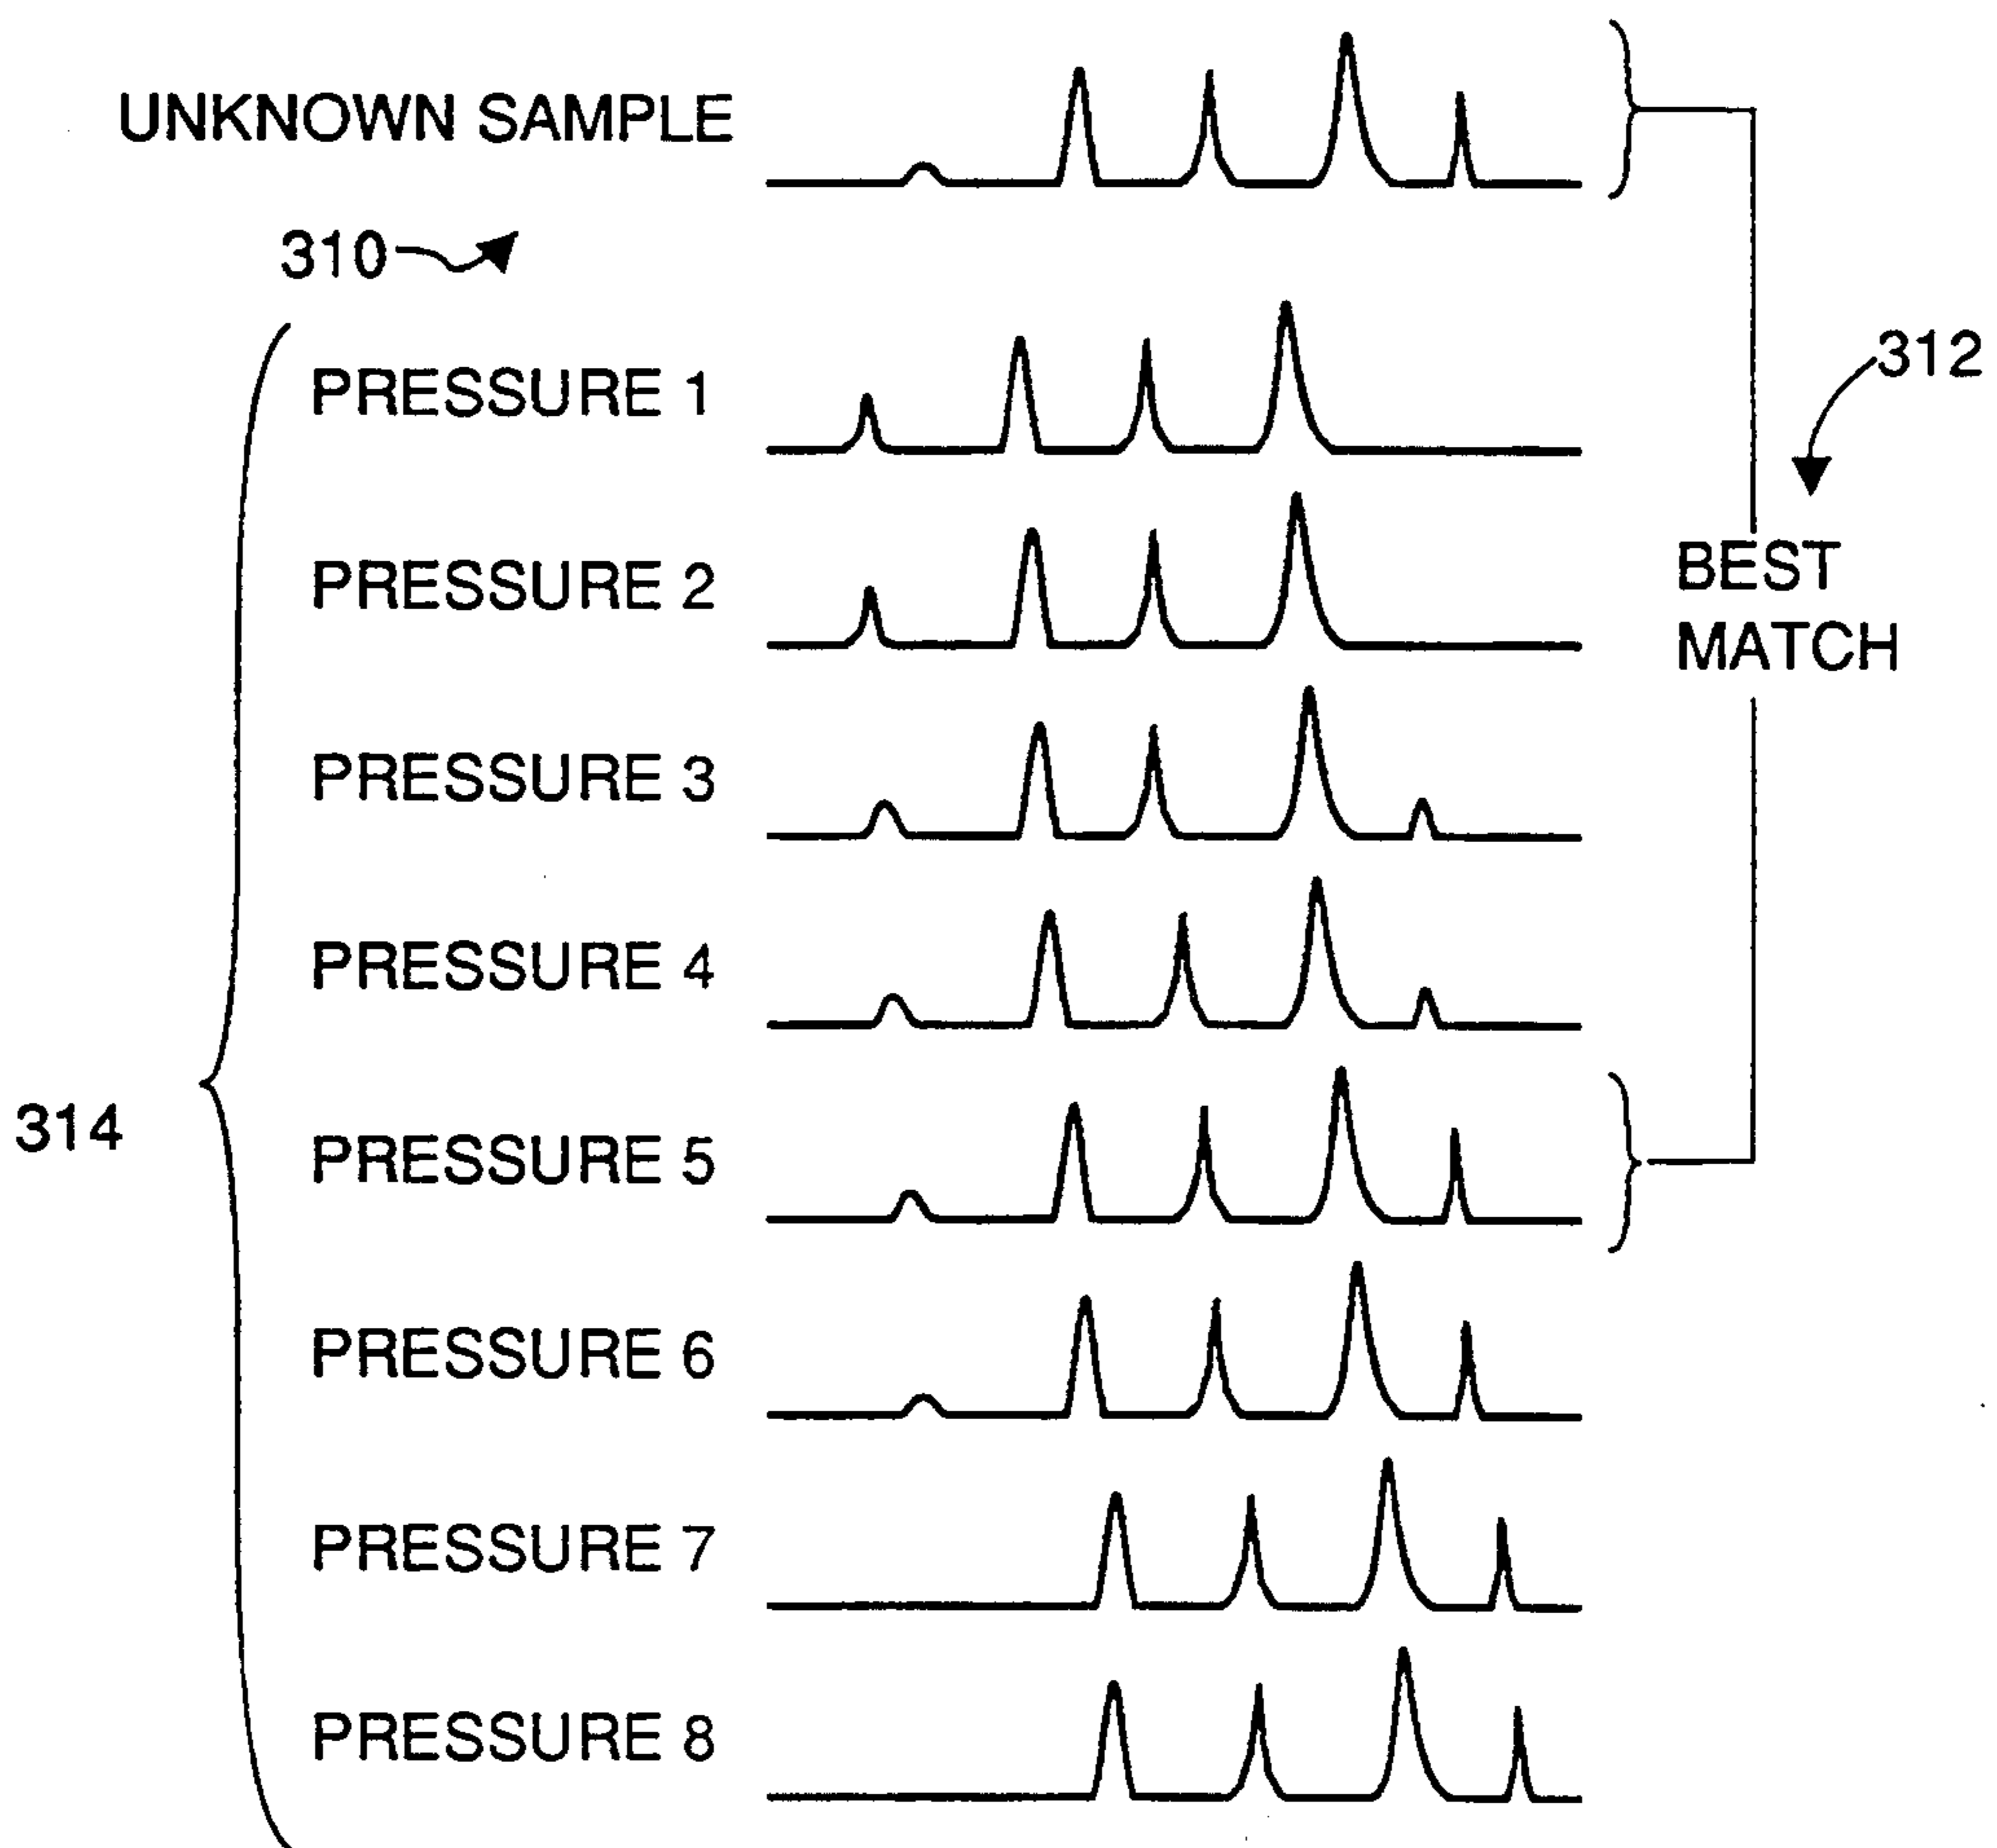 UNKNOWN SAMPLE
310
PRESSURE 1
312
PRESSURE 2
BEST
MATCH
PRESSURE 3
PRESSURE 4
314
PRESSURE 5
PRESSURE 6
PRESSURE 7
PRESSURE 8